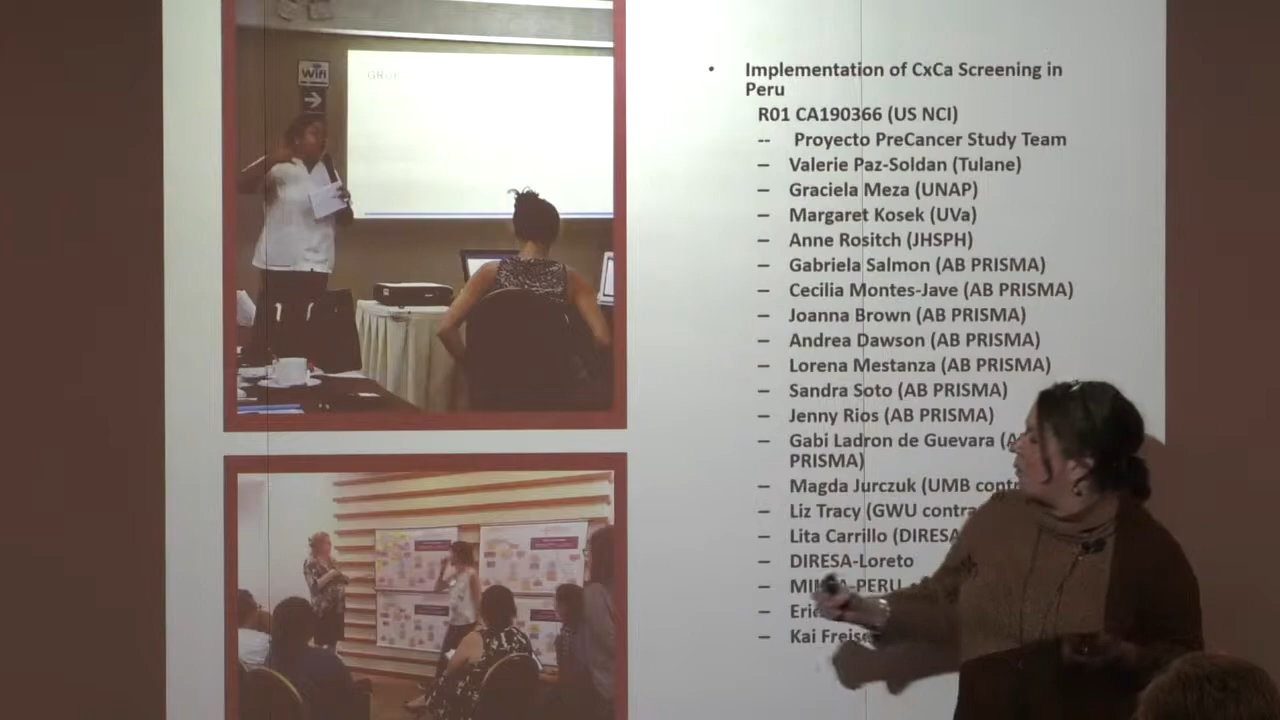 wifi
• Implementation of CxCa Screening in
Peru
R01 CA190366 (US NCI)
-- Proyecto PreCancer Study Team
– Valerie Paz-Soldan (Tulane)
– Graciela Meza (UNAP)
– Margaret Kosek (UVa)
– Anne Rositch (JHSPH)
– Gabriela Salmon (AB PRISMA)
– Cecilia Montes-Jave (AB PRISMA)
– Joanna Brown (AB PRISMA)
– Andrea Dawson (AB PRISMA)
– Lorena Mestanza (AB PRISMA)
– Sandra Soto (AB PRISMA)
– Jenny Rios (AB PRISMA)
– Gabi Ladron de Guevara (
PRISMA)
– Magda Jurczuk (UMB
– Liz Tracy (GWU
– Lita Carrillo (DIRESA
– DIRESA-Loreto
– -PERU
–
– Kai